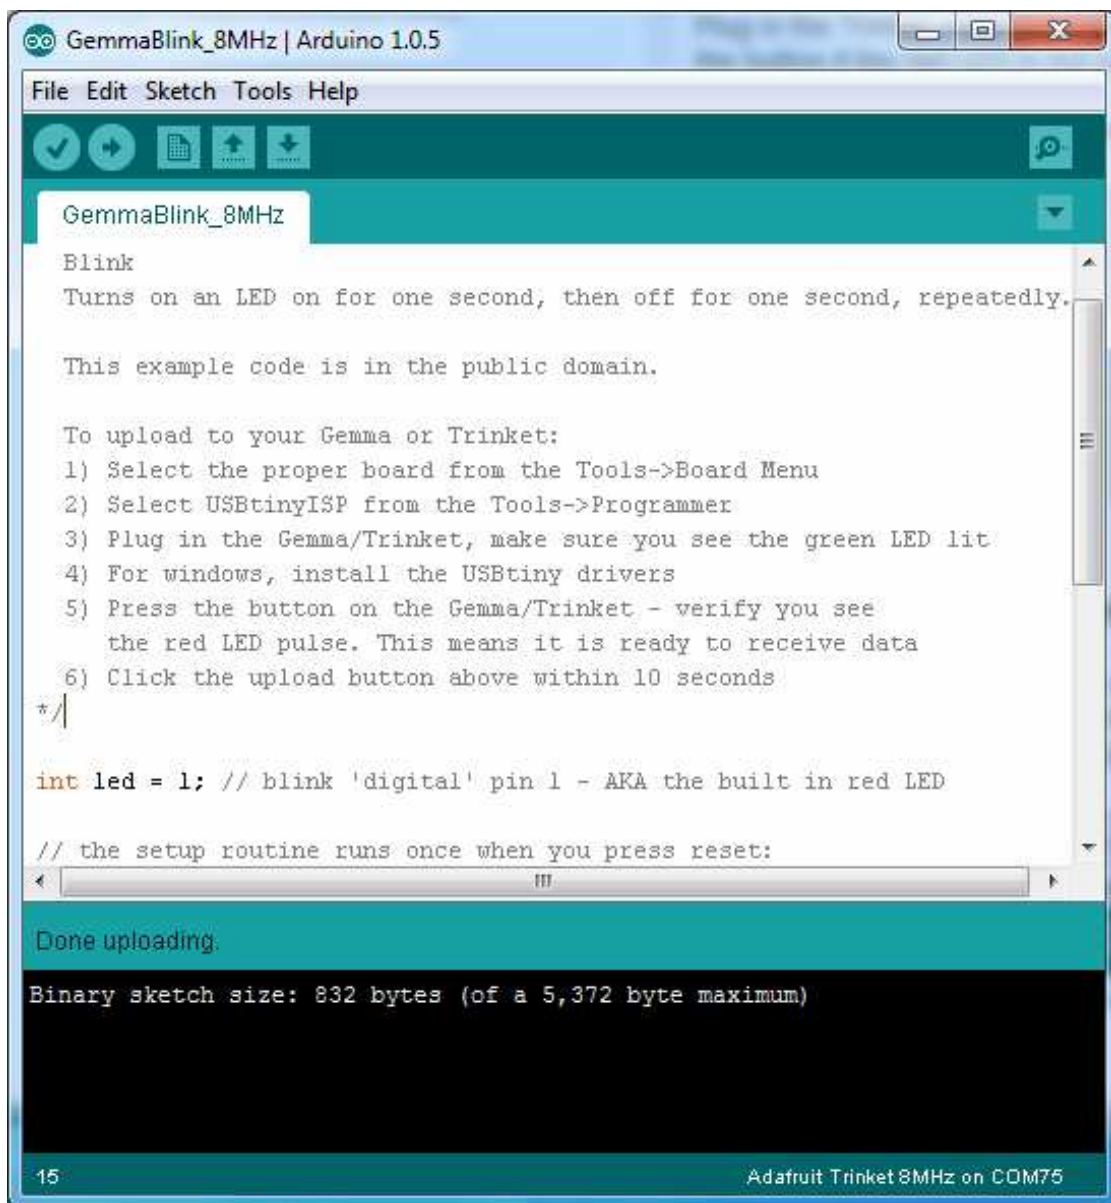 GemmaBlink_8MHz | Arduino 1.0.5
File Edit Sketch Tools Help
GemmaBlink_8MHz
Blink
Turns on an LED on for one second, then off for one second, repeatedly.
This example code is in the public domain.
To upload to your Gemma or Trinket:
1) Select the proper board from the Tools->Board Menu
2) Select USBtinyISP from the Tools->Programmer
3) Plug in the Gemma/Trinket, make sure you see the green LED lit
4) For windows, install the USBtiny drivers
5) Press the button on the Gemma/Trinket - verify you see
the red LED pulse. This means it is ready to receive data
6) Click the upload button above within 10 seconds
*/
int led = 1; // blink 'digital' pin 1 - AKA the built in red LED
// the setup routine runs once when you press reset:
Done uploading.
Binary sketch size: 832 bytes (of a 5,372 byte maximum)
15 Adafruit Trinket 8MHz on COM75